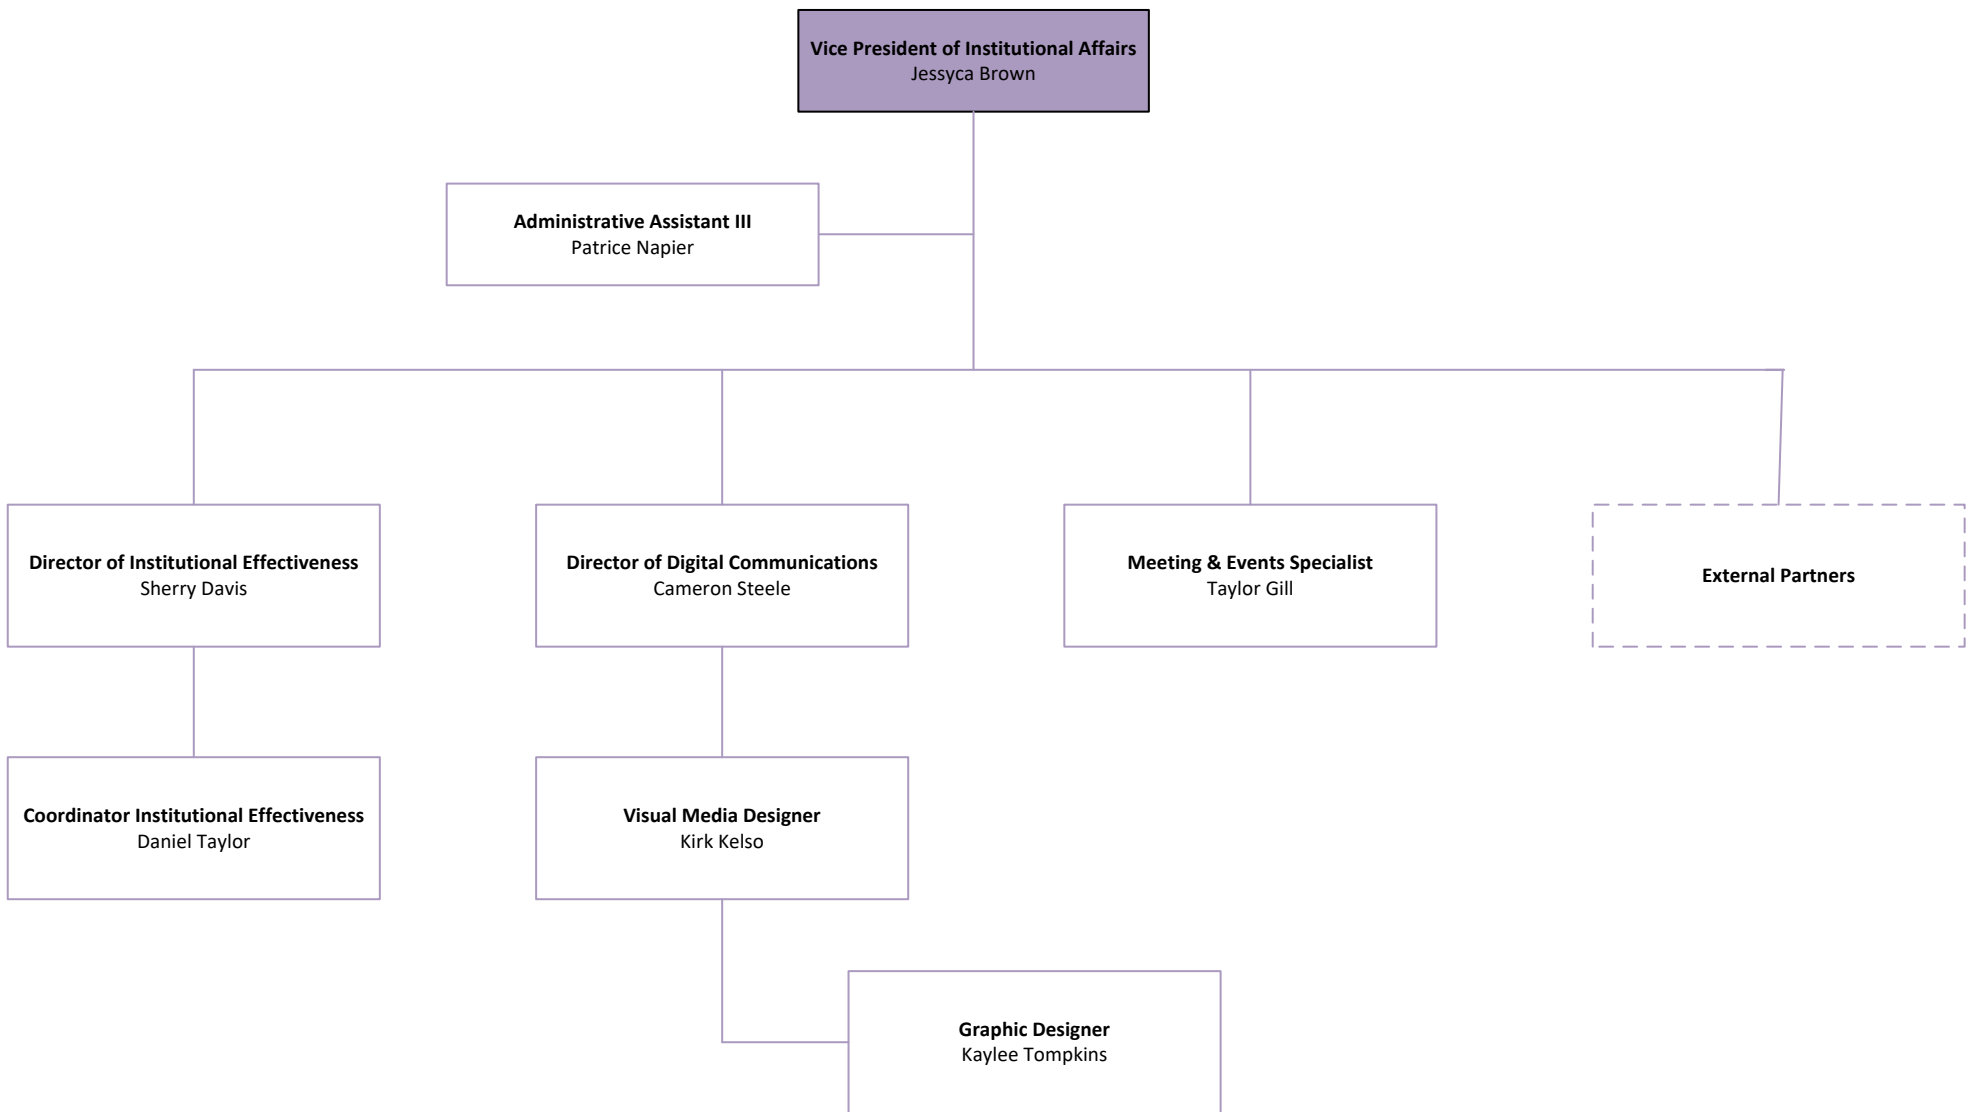 Vice President of Institutional Affairs
Jessyca Brown
Administrative Assistant III
Patrice Napier
Director of Institutional Effectiveness
Sherry Davis
Director of Digital Communications
Cameron Steele
Meeting & Events Specialist
Taylor Gill
External Partners
Coordinator Institutional Effectiveness
Daniel Taylor
Visual Media Designer
Kirk Kelso
Graphic Designer
Kaylee Tompkins